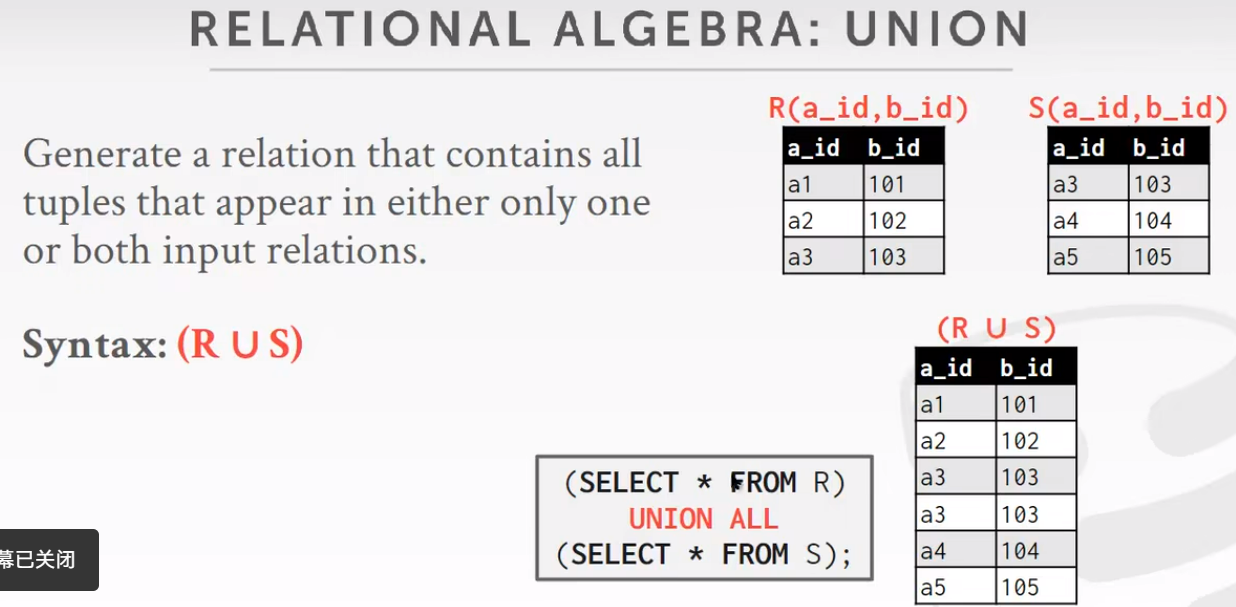 RELATIONAL ALGEBRA: UNION
Generate a relation that contains all
tuples that appear in either only one
or both input relations.
Syntax: (R ∪ S)
R(a_id,b_id)
a_id b_id
a1 101
a2 102
a3 103
S(a_id,b_id)
a_id b_id
a3 103
a4 104
a5 105
(R ∪ S)
a_id b_id
a1 101
a2 102
a3 103
a3 103
a4 104
a5 105
(SELECT * FROM R)
UNION ALL
(SELECT * FROM S);
幕已关闭